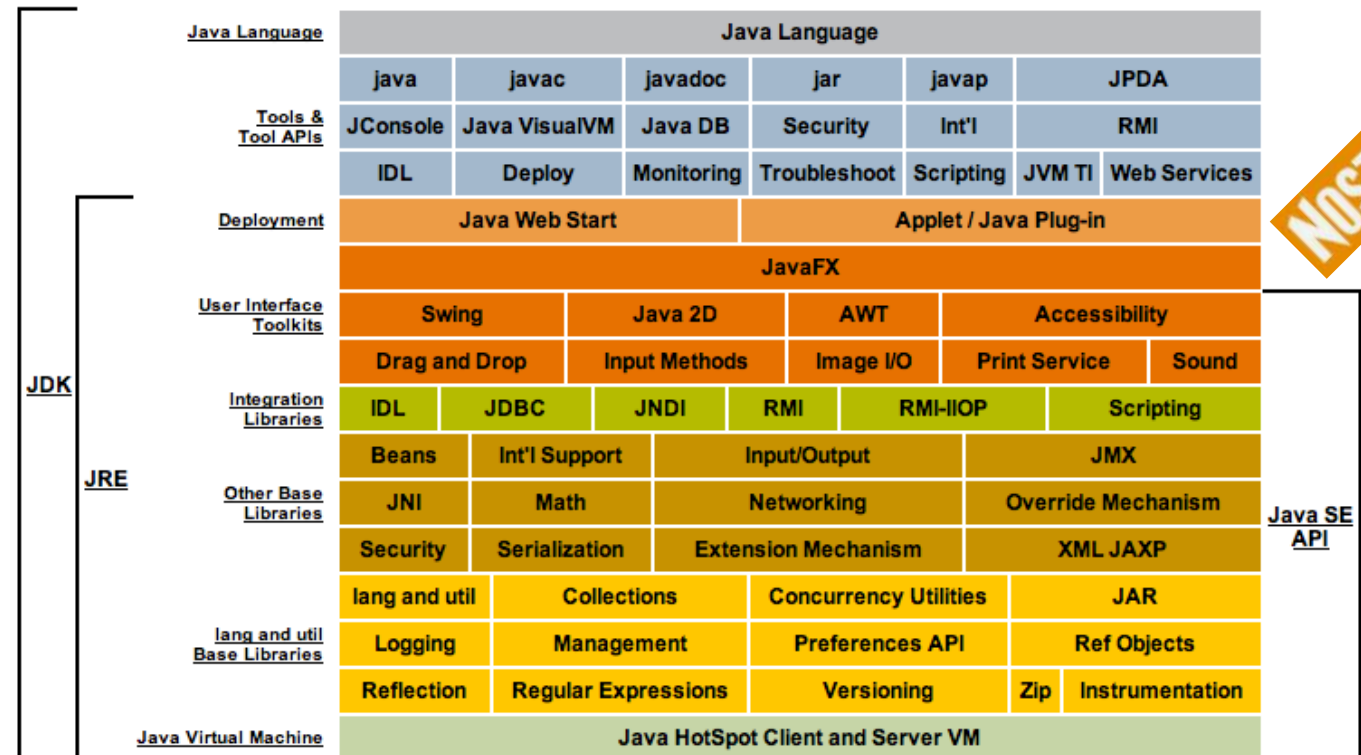 Java Language
Java Language
java javac javadoc jar javap JPDA
Tools &
Tool APIs
JConsole Java VisualVM Java DB Security Int'l RMI
IDL Deploy Monitoring Troubleshoot Scripting JVM TI Web Services
Deployment
Java Web Start Applet / Java Plug-in
JavaFX
User Interface
Toolkits
Swing Java 2D AWT Accessibility
Drag and Drop Input Methods Image I/O Print Service Sound
JDK
Integration
Libraries
IDL JDBC JNDI RMI RMI-IIOP Scripting
Beans Int'l Support Input/Output JMX
JRE
Other Base
Libraries
JNI Math Networking Override Mechanism
Java SE
API
Security Serialization Extension Mechanism XML JAXP
lang and util Collections Concurrency Utilities JAR
lang and util
Base Libraries
Logging Management Preferences API Ref Objects
Reflection Regular Expressions Versioning Zip Instrumentation
Java Virtual Machine
Java HotSpot Client and Server VM